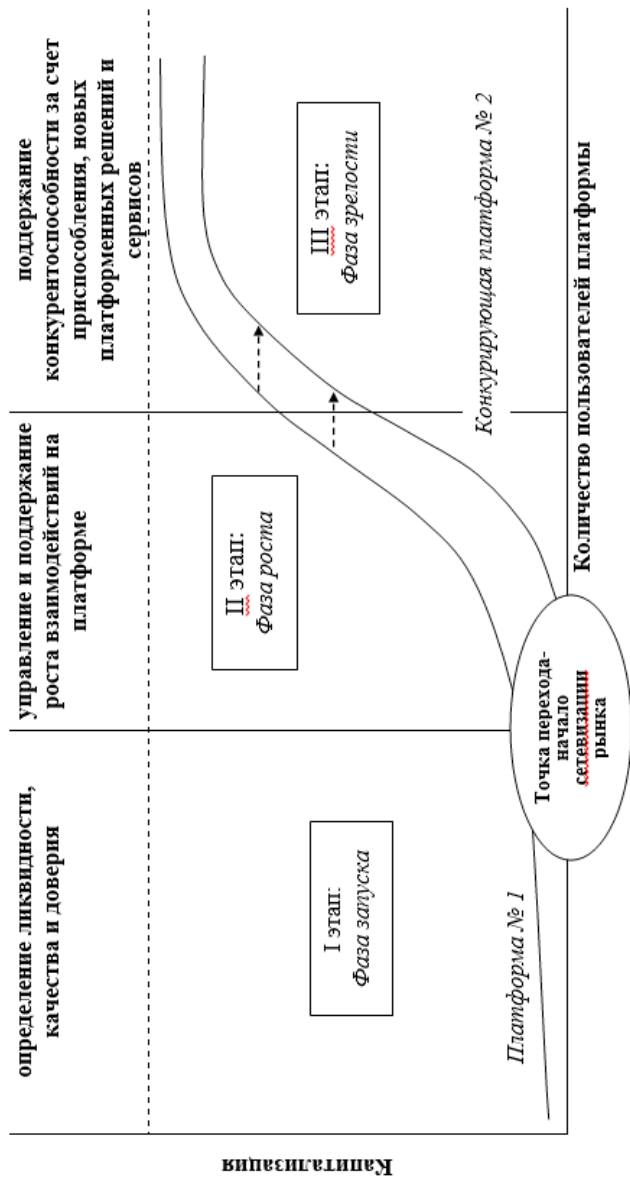 определение ликвидности,
качества и доверия
управление и поддержание
роста взаимодействий на
платформе
поддержание
конкурентоспособности за счет
приспособления, новых
платформенных решений и
сервисов
I этап:
Фаза запуска
II этап:
Фаза роста
III этап:
Фаза зрелости
Платформа № 1
Конкурирующая платформа № 2
Точка перехода-
начало
сетевизации
рынка
Количество пользователей платформы
Капитализация